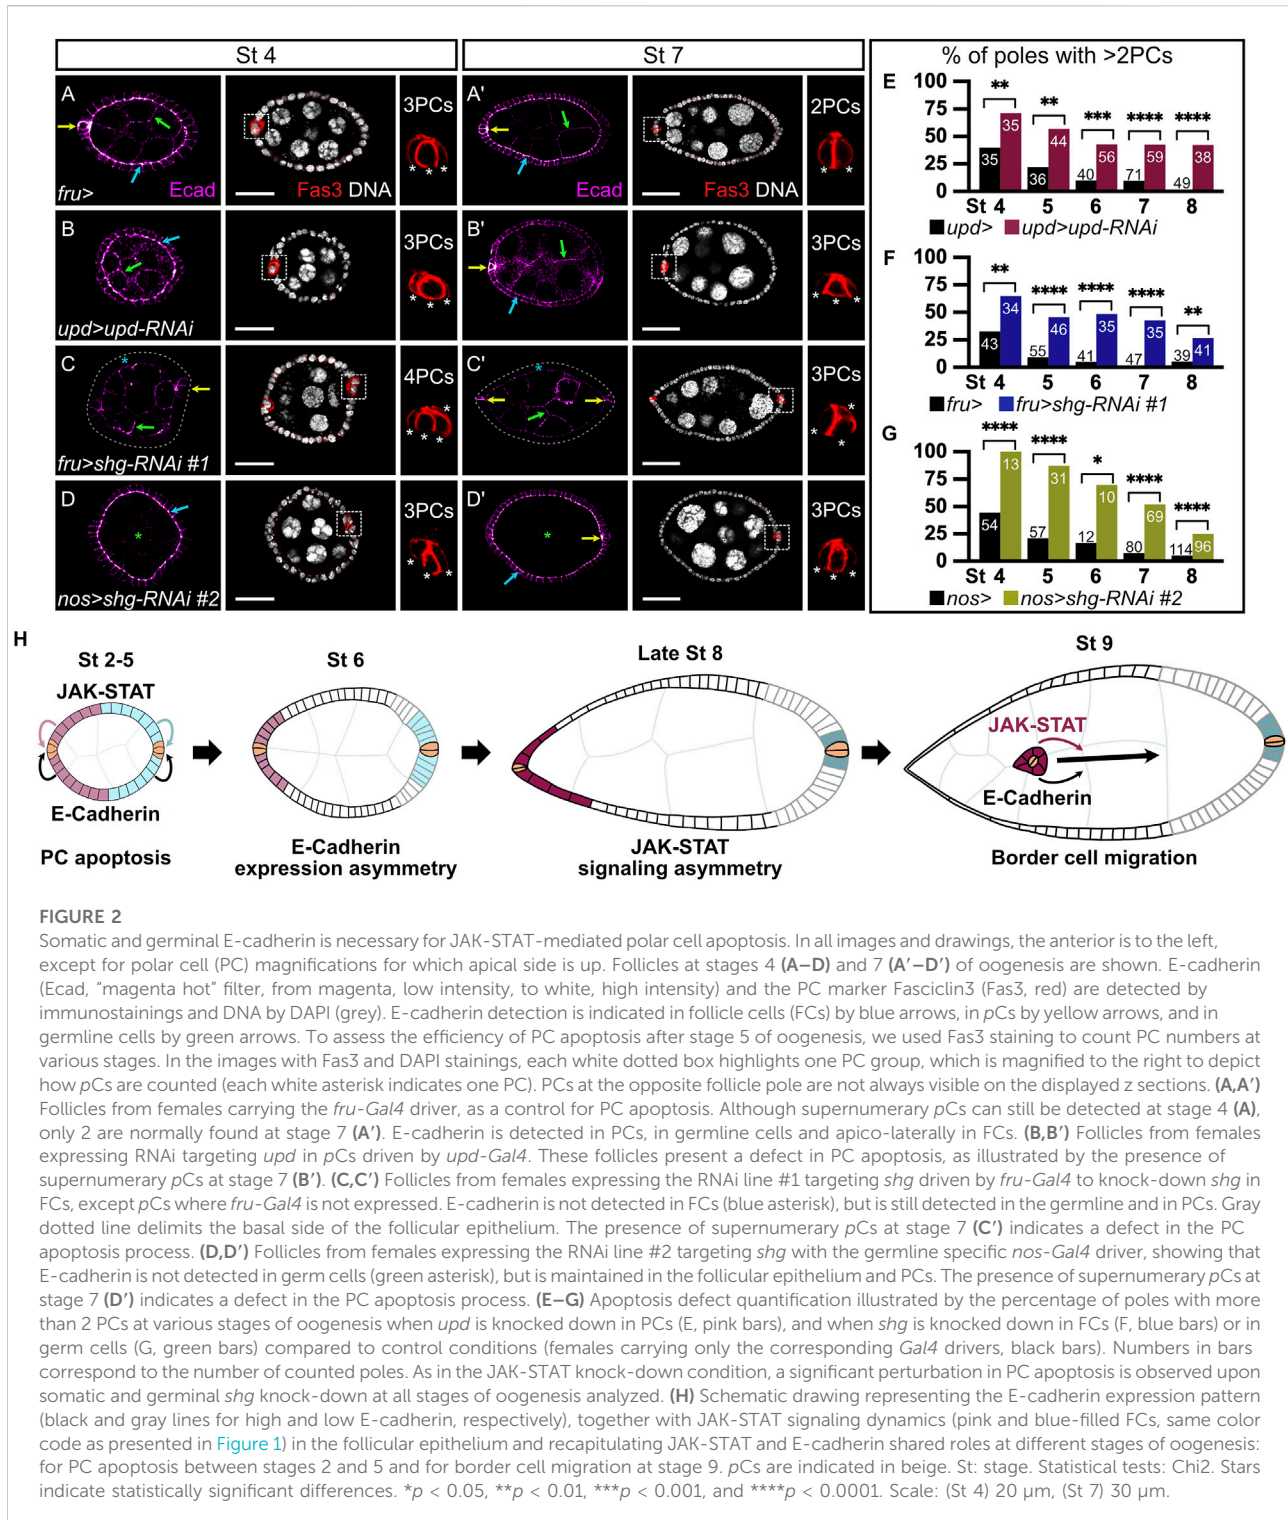 St 4
St 7
A
fru>
Ecad
Fas3 DNA
3PCs
* * *
A'
Ecad
Fas3 DNA
2PCs
* *
B
upd>upd-RNAi
3PCs
* * *
B'
3PCs
* * *
C
*
fru>shg-RNAi #1
4PCs
* * * *
C'
*
3PCs
* * *
D
*
nos>shg-RNAi #2
3PCs
* * *
D'
*
3PCs
* * *
% of poles with >2PCs
E
100
75
50
25
0
** ** *** **** ****
35 35 36 44 40 56 71 59 49 38
St 4 5 6 7 8
upd> upd>upd-RNAi
F
100
75
50
25
0
** **** **** **** **
43 34 55 46 41 35 47 35 39 41
St 4 5 6 7 8
fru> fru>shg-RNAi #1
G
100
75
50
25
0
**** **** * **** ****
54 13 57 31 12 10 80 69 114 96
St 4 5 6 7 8
nos> nos>shg-RNAi #2
H
St 2-5
JAK-STAT
E-Cadherin
PC apoptosis
St 6
E-Cadherin
expression asymmetry
Late St 8
JAK-STAT
signaling asymmetry
St 9
JAK-STAT
E-Cadherin
Border cell migration
FIGURE 2
Somatic and germinal E-cadherin is necessary for JAK-STAT-mediated polar cell apoptosis. In all images and drawings, the anterior is to the left,
except for polar cell (PC) magnifications for which apical side is up. Follicles at stages 4 (A–D) and 7 (A′–D′) of oogenesis are shown. E-cadherin
(Ecad, “magenta hot” filter, from magenta, low intensity, to white, high intensity) and the PC marker Fasciclin3 (Fas3, red) are detected by
immunostainings and DNA by DAPI (grey). E-cadherin detection is indicated in follicle cells (FCs) by blue arrows, in pCs by yellow arrows, and in
germline cells by green arrows. To assess the efficiency of PC apoptosis after stage 5 of oogenesis, we used Fas3 staining to count PC numbers at
various stages. In the images with Fas3 and DAPI stainings, each white dotted box highlights one PC group, which is magnified to the right to depict
how pCs are counted (each white asterisk indicates one PC). PCs at the opposite follicle pole are not always visible on the displayed z sections. (A,A′)
Follicles from females carrying the fru-Gal4 driver, as a control for PC apoptosis. Although supernumerary pCs can still be detected at stage 4 (A),
only 2 are normally found at stage 7 (A′). E-cadherin is detected in PCs, in germline cells and apico-laterally in FCs. (B,B′) Follicles from females
expressing RNAi targeting upd in pCs driven by upd-Gal4. These follicles present a defect in PC apoptosis, as illustrated by the presence of
supernumerary pCs at stage 7 (B′). (C,C′) Follicles from females expressing the RNAi line #1 targeting shg driven by fru-Gal4 to knock-down shg in
FCs, except pCs where fru-Gal4 is not expressed. E-cadherin is not detected in FCs (blue asterisk), but is still detected in the germline and in PCs. Gray
dotted line delimits the basal side of the follicular epithelium. The presence of supernumerary pCs at stage 7 (C′) indicates a defect in the PC
apoptosis process. (D,D′) Follicles from females expressing the RNAi line #2 targeting shg with the germline specific nos-Gal4 driver, showing that
E-cadherin is not detected in germ cells (green asterisk), but is maintained in the follicular epithelium and PCs. The presence of supernumerary pCs at
stage 7 (D′) indicates a defect in the PC apoptosis process. (E–G) Apoptosis defect quantification illustrated by the percentage of poles with more
than 2 PCs at various stages of oogenesis when upd is knocked down in PCs (E, pink bars), and when shg is knocked down in FCs (F, blue bars) or in
germ cells (G, green bars) compared to control conditions (females carrying only the corresponding Gal4 drivers, black bars). Numbers in bars
correspond to the number of counted poles. As in the JAK-STAT knock-down condition, a significant perturbation in PC apoptosis is observed upon
somatic and germinal shg knock-down at all stages of oogenesis analyzed. (H) Schematic drawing representing the E-cadherin expression pattern
(black and gray lines for high and low E-cadherin, respectively), together with JAK-STAT signaling dynamics (pink and blue-filled FCs, same color
code as presented in Figure 1) in the follicular epithelium and recapitulating JAK-STAT and E-cadherin shared roles at different stages of oogenesis:
for PC apoptosis between stages 2 and 5 and for border cell migration at stage 9. pCs are indicated in beige. St: stage. Statistical tests: Chi2. Stars
indicate statistically significant differences. *p < 0.05, **p < 0.01, ***p < 0.001, and ****p < 0.0001. Scale: (St 4) 20 µm, (St 7) 30 µm.